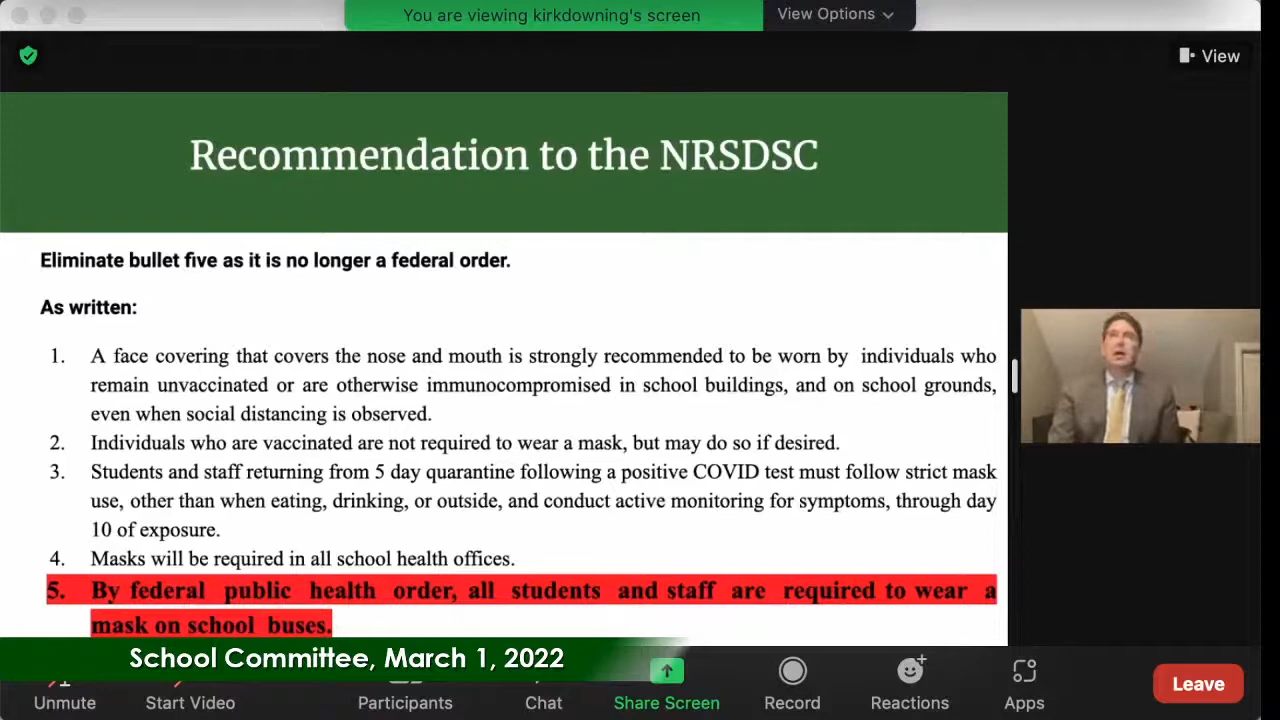 You are viewing kirkdowning's screen
View Options
View
Recommendation to the NRSDSC
Eliminate bullet five as it is no longer a federal order.
As written:
1. A face covering that covers the nose and mouth is strongly recommended to be worn by individuals who
remain unvaccinated or are otherwise immunocompromised in school buildings, and on school grounds,
even when social distancing is observed.
2. Individuals who are vaccinated are not required to wear a mask, but may do so if desired.
3. Students and staff returning from 5 day quarantine following a positive COVID test must follow strict mask
use, other than when eating, drinking, or outside, and conduct active monitoring for symptoms, through day
10 of exposure.
4. Masks will be required in all school health offices.
5. By federal public health order, all students and staff are required to wear a
mask on school buses.
School Committee, March 1, 2022
Unmute
Start Video
Participants
Chat
Share Screen
Record
Reactions
Apps
Leave